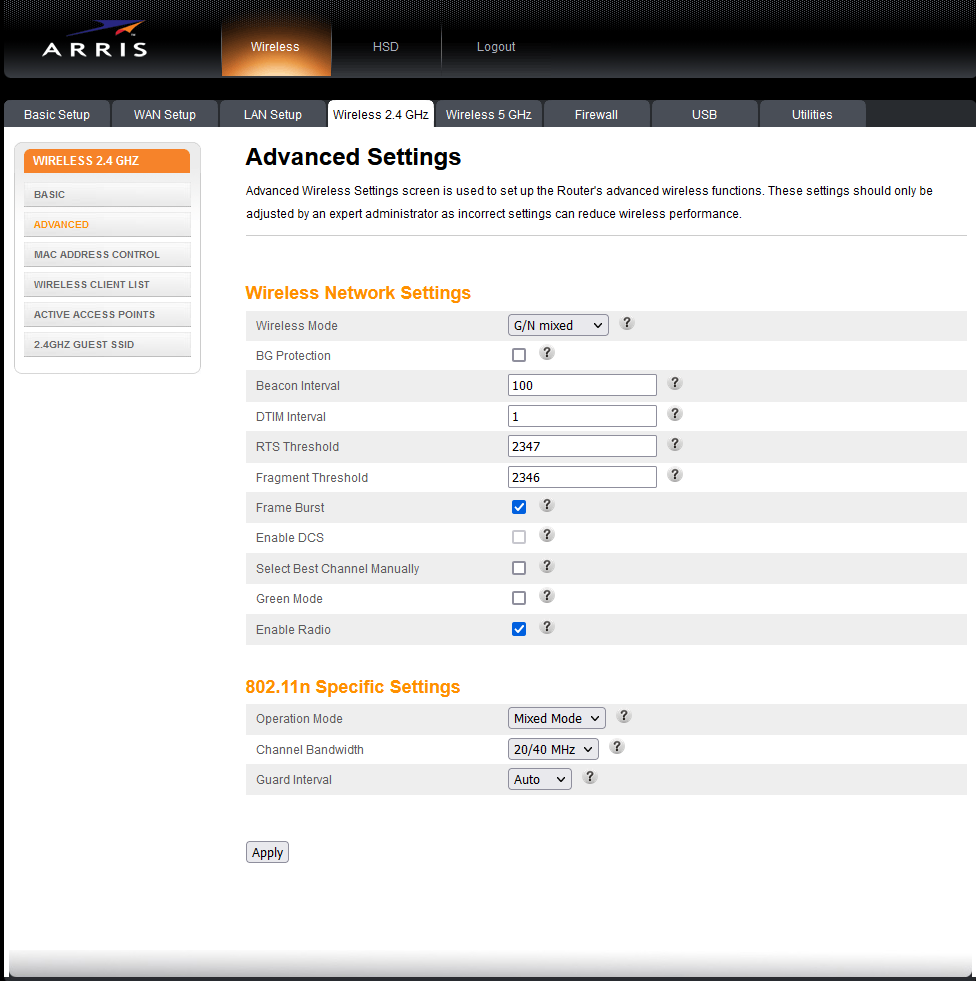 ARRIS
Wireless
HSD
Logout
Basic Setup
WAN Setup
LAN Setup
Wireless 2.4 GHz
Wireless 5 GHz
Firewall
USB
Utilities
WIRELESS 2.4 GHZ
BASIC
ADVANCED
MAC ADDRESS CONTROL
WIRELESS CLIENT LIST
ACTIVE ACCESS POINTS
2.4GHZ GUEST SSID
Advanced Settings
Advanced Wireless Settings screen is used to set up the Router's advanced wireless functions. These settings should only be
adjusted by an expert administrator as incorrect settings can reduce wireless performance.
Wireless Network Settings
Wireless Mode G/N mixed ?
BG Protection ?
Beacon Interval 100 ?
DTIM Interval 1 ?
RTS Threshold 2347 ?
Fragment Threshold 2346 ?
Frame Burst ?
Enable DCS ?
Select Best Channel Manually ?
Green Mode ?
Enable Radio ?
802.11n Specific Settings
Operation Mode Mixed Mode ?
Channel Bandwidth 20/40 MHz ?
Guard Interval Auto ?
Apply